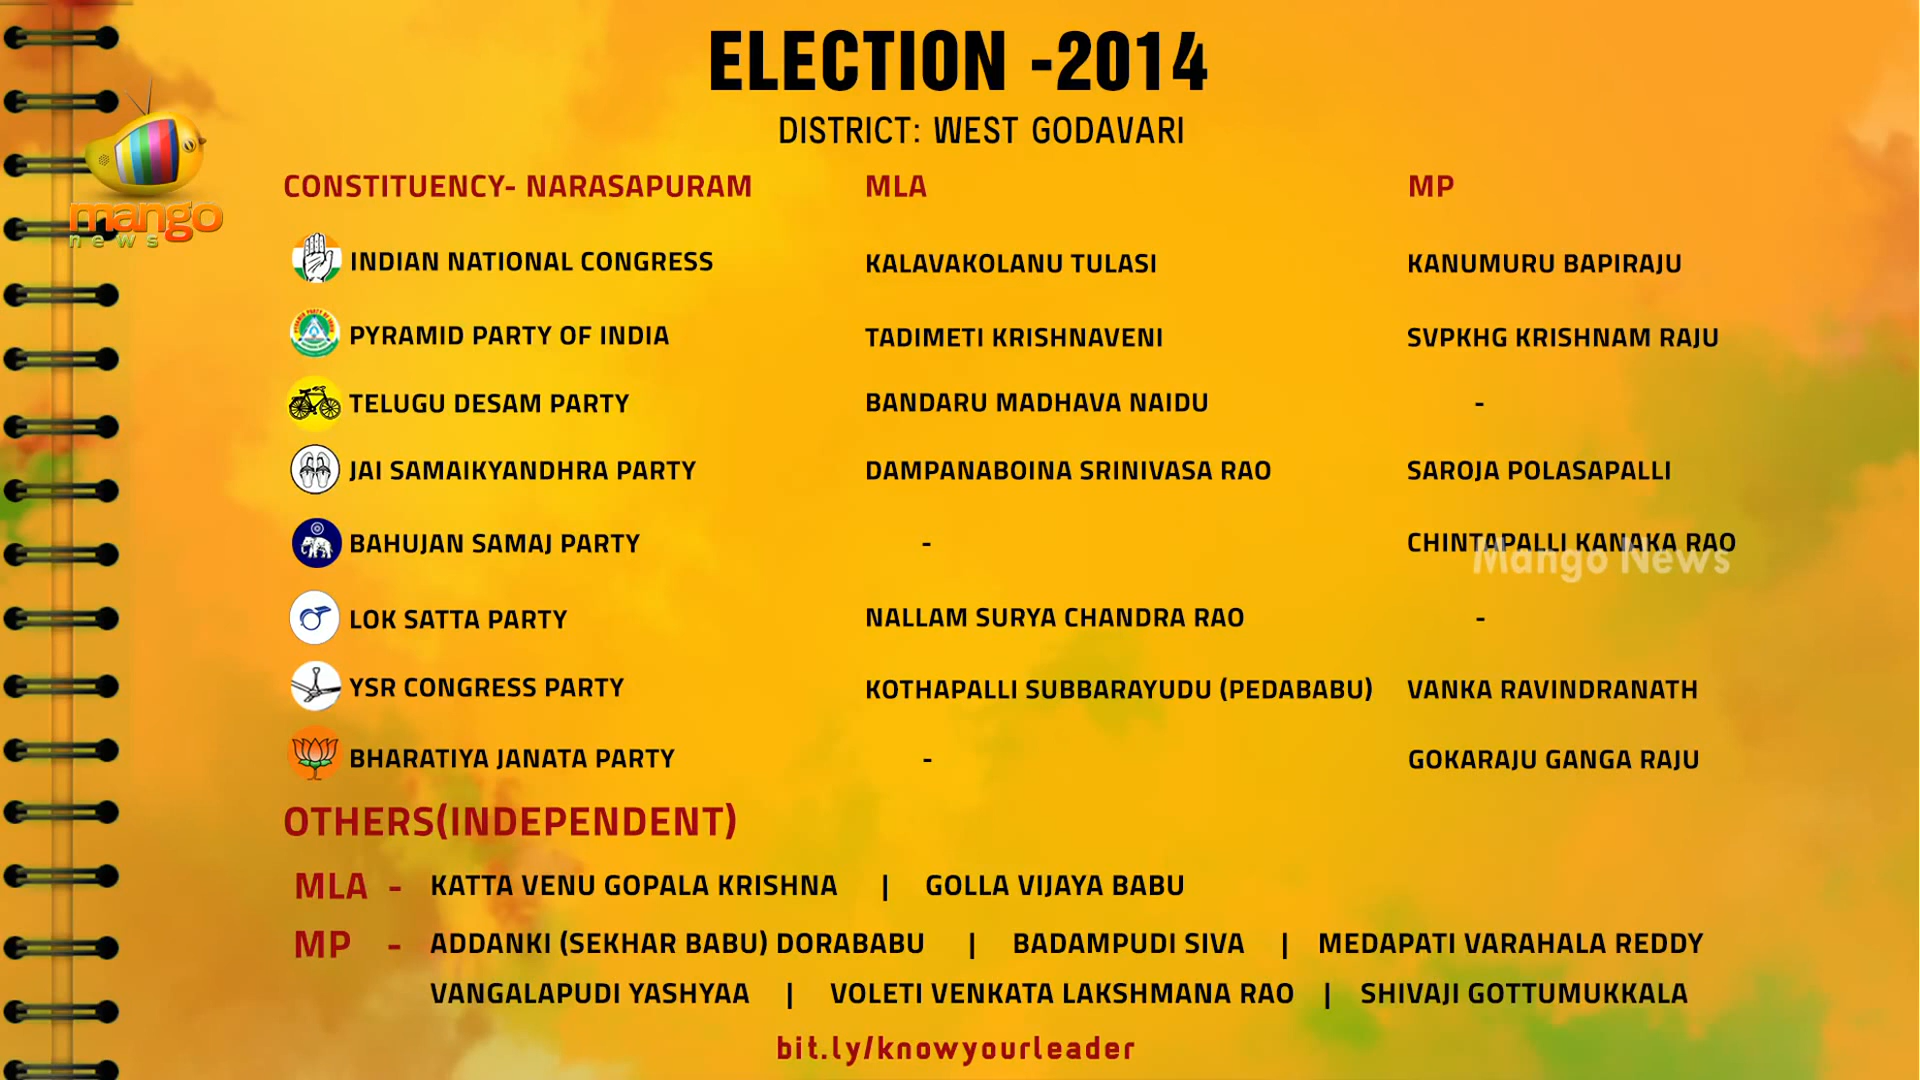 ELECTION -2014
DISTRICT: WEST GODAVARI
mango
news
CONSTITUENCY- NARASAPURAM MLA MP
INDIAN NATIONAL CONGRESS KALAVAKOLANU TULASI KANUMURU BAPIRAJU
PYRAMID PARTY OF INDIA TADIMETI KRISHNAVENI SVPKHG KRISHNAM RAJU
TELUGU DESAM PARTY BANDARU MADHAVA NAIDU -
JAI SAMAIKYANDHRA PARTY DAMPANABOINA SRINIVASA RAO SAROJA POLASAPALLI
BAHUJAN SAMAJ PARTY - CHINTAPALLI KANAKA RAO
Mango News
LOK SATTA PARTY NALLAM SURYA CHANDRA RAO -
YSR CONGRESS PARTY KOTHAPALLI SUBBARAYUDU (PEDABABU) VANKA RAVINDRANATH
BHARATIYA JANATA PARTY - GOKARAJU GANGA RAJU
OTHERS(INDEPENDENT)
MLA - KATTA VENU GOPALA KRISHNA | GOLLA VIJAYA BABU
MP - ADDANKI (SEKHAR BABU) DORABABU | BADAMPUDI SIVA | MEDAPATI VARAHALA REDDY
VANGALAPUDI YASHYAA | VOLETI VENKATA LAKSHMANA RAO | SHIVAJI GOTTUMUKKALA
bit.ly/knowyourleader